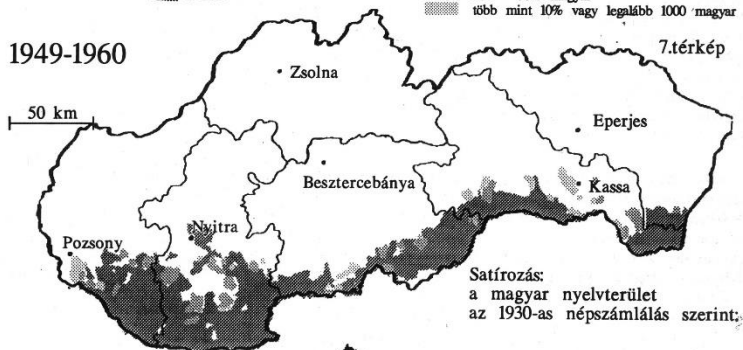 több mint 10% vagy legalább 1000 magyar
1949-1960
7.térkép
Zsolna
50 km
Eperjes
Besztercebánya
Kassa
Nyitra
Pozsony
Satírozás:
a magyar nyelvterület
az 1930-as népszámlálás szerint;